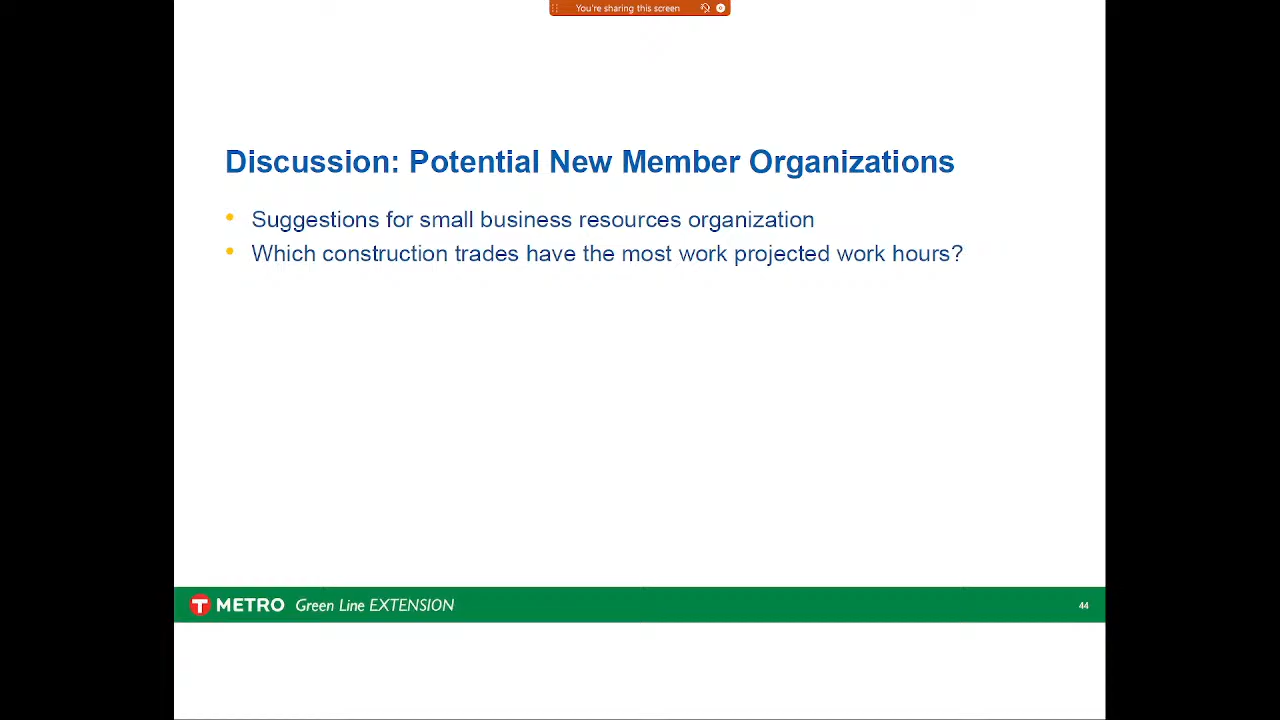 You're sharing this screen
Discussion: Potential New Member Organizations
• Suggestions for small business resources organization
• Which construction trades have the most work projected work hours?
T METRO Green Line EXTENSION
44